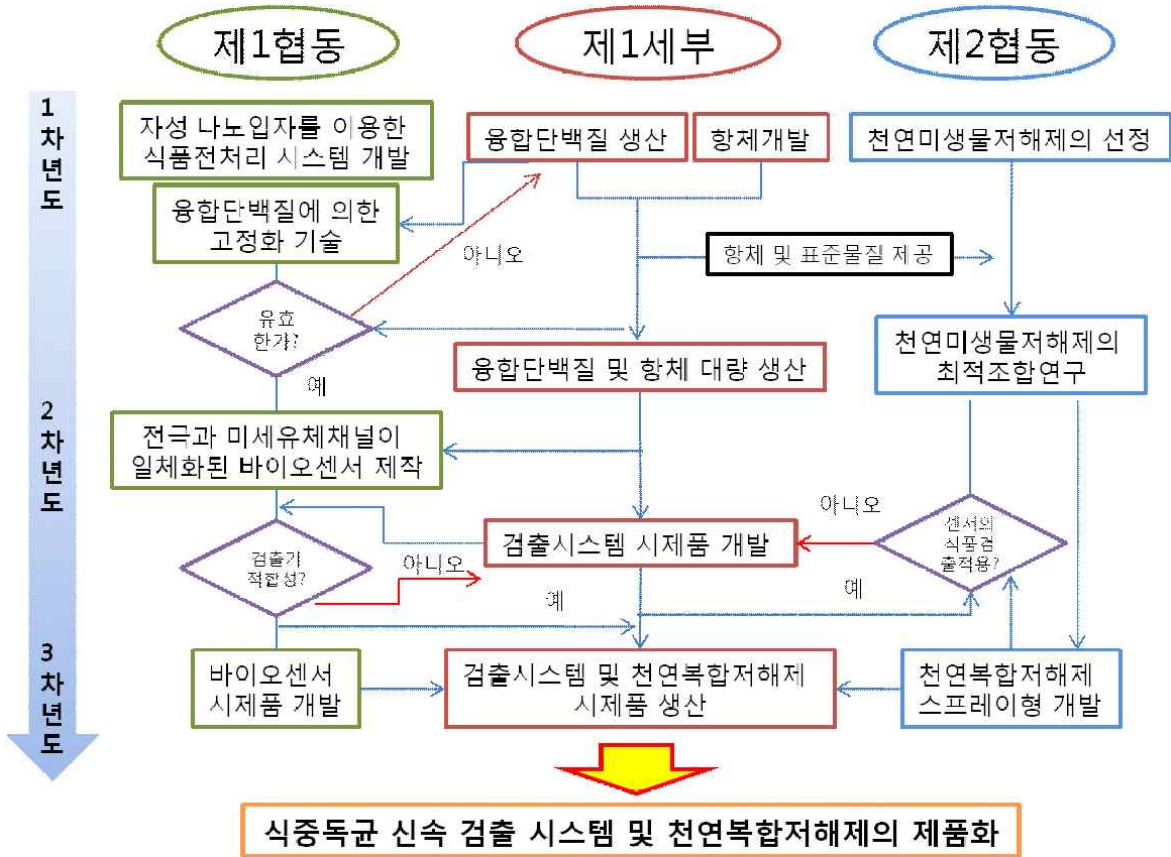 제1협동
제1세부
제2협동
1
차
년
도
자성 나노입자를 이용한
식품전처리 시스템 개발
융합단백질 생산
항체개발
천연미생물저해제의 선정
융합단백질에 의한
고정화 기술
아니오
항체 및 표준물질 제공
유효
한가?
예
융합단백질 및 항체 대량 생산
천연미생물저해제의
최적조합연구
2
차
년
도
전극과 미세유체채널이
일체화된 바이오센서 제작
아니오
검출기
적합성?
아니오
검출시스템 시제품 개발
센서의
식품검
출적용?
예
예
3
차
년
도
바이오센서
시제품 개발
검출시스템 및 천연복합저해제
시제품 생산
천연복합저해제
스프레이형 개발
식중독균 신속 검출 시스템 및 천연복합저해제의 제품화